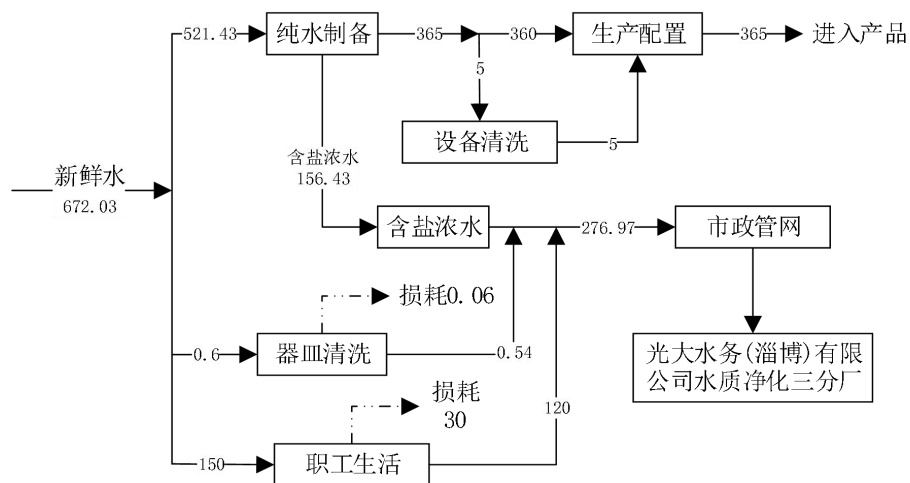 521.43
纯水制备
365
360
生产配置
365
进入产品
5
设备清洗
5
含盐浓水
156.43
新鲜水
672.03
含盐浓水
276.97
市政管网
损耗0.06
0.6
器皿清洗
0.54
光大水务(淄博)有限
公司水质净化三分厂
损耗
30
120
150
职工生活